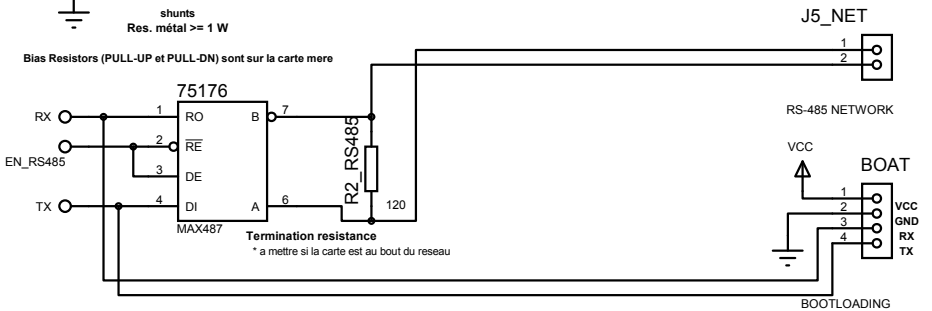 shunts
Res. métal >= 1 W
J5_NET
Bias Resistors (PULL-UP et PULL-DN) sont sur la carte mere
1
2
75176
RX
1
RO
B
7
RS-485 NETWORK
EN_RS485
2
RE
3
DE
R2_RS485
120
TX
4
DI
A
6
MAX487
Termination resistance
* a mettre si la carte est au bout du reseau
VCC
BOAT
1
VCC
2
GND
3
RX
4
TX
BOOTLOADING